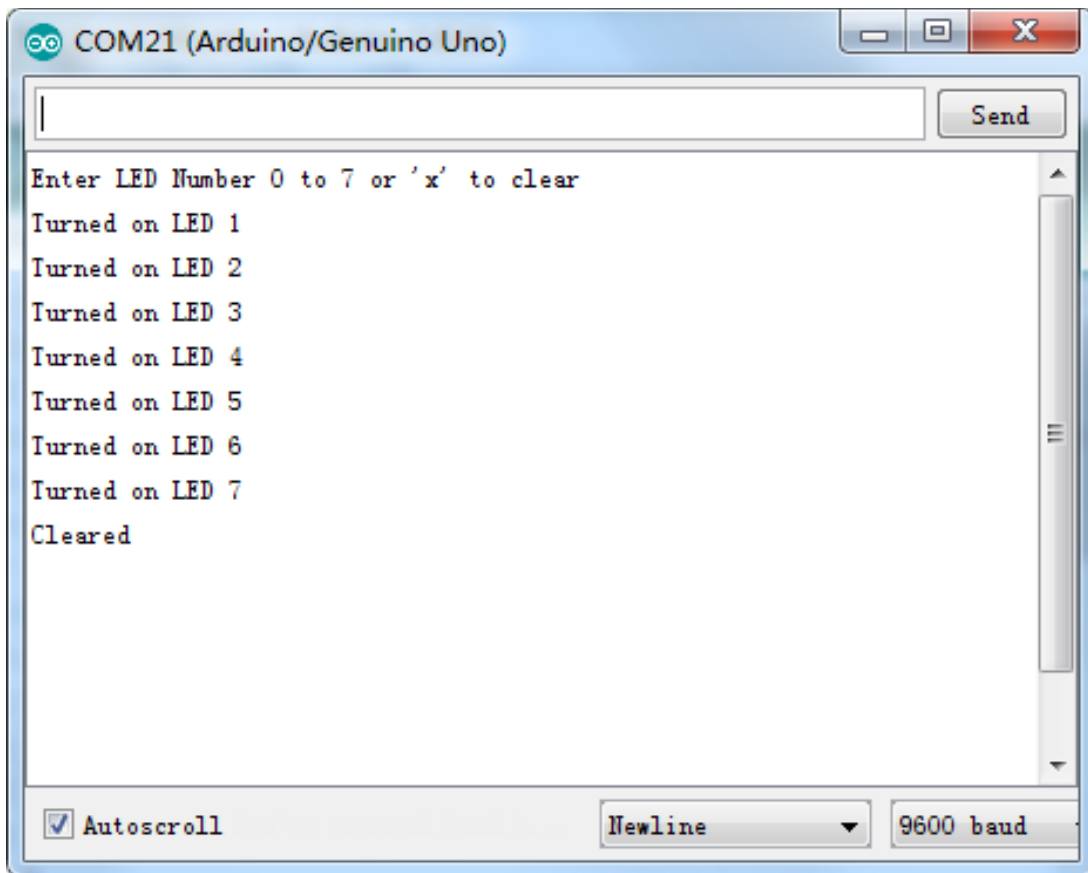 COM21 (Arduino/Genuino Uno)
Send
Enter LED Number 0 to 7 or 'x' to clear
Turned on LED 1
Turned on LED 2
Turned on LED 3
Turned on LED 4
Turned on LED 5
Turned on LED 6
Turned on LED 7
Cleared
Autoscroll
Newline
9600 baud